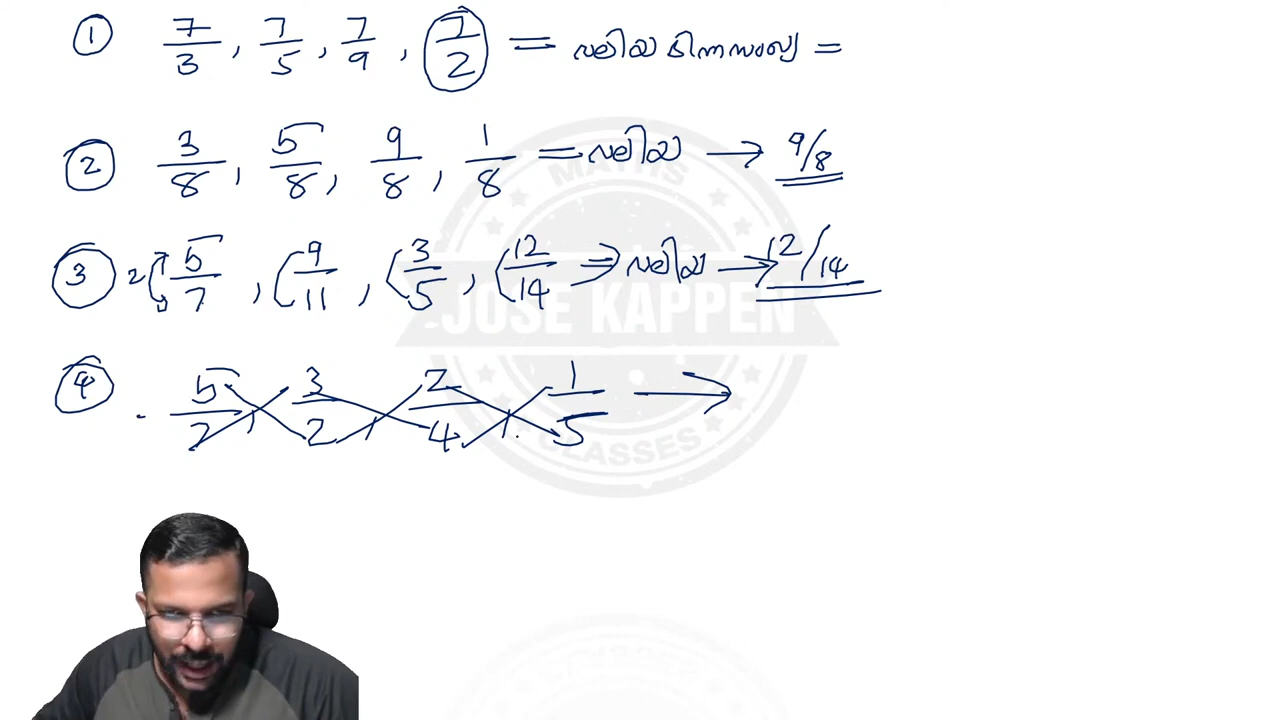 ① 7/3, 7/5, 7/9, 7/2 = വലിയ ഭിന്നസംഖ്യ =
② 3/8, 5/8, 9/8, 1/8 = വലിയ → 9/8
③ 2 5/7, 9/11, 3/5, 12/14 ⇒ വലിയ → 12/14
④ 5/2, 3/2, 2/4, 1/5 →
MATHS
JOSE KAPPEN
CLASSES